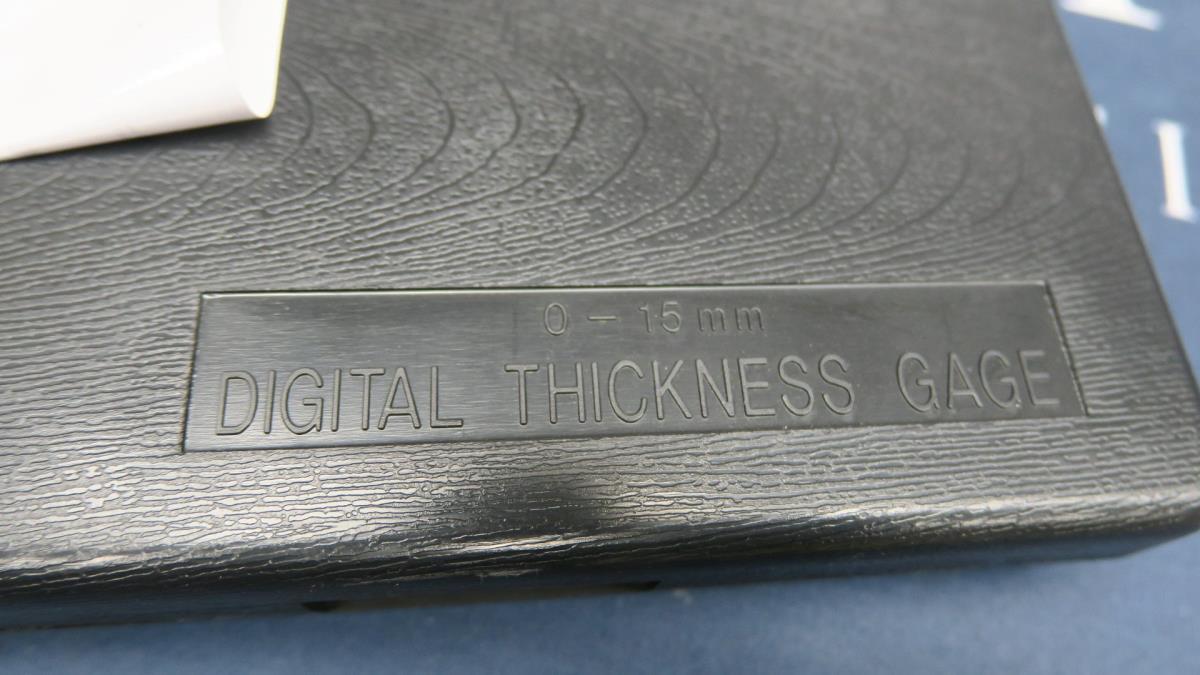 0 - 15 mm
DIGITAL THICKNESS GAGE